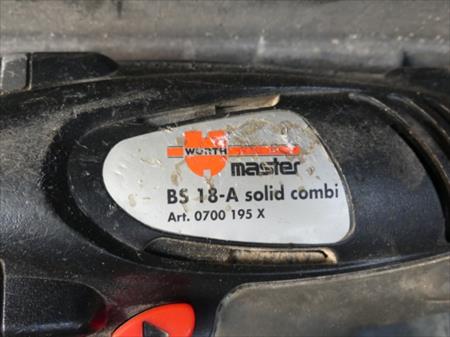 WÜRTH
master
BS 18-A solid combi
Art. 0700 195 X